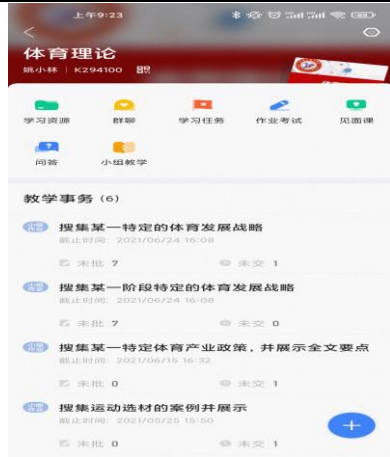 上午9:23
体育理论
姚小林 | K294100
学习资源 群聊 学习任务 作业考试 见面课
问答 小组教学
教学事务 (6)
搜集某一特定的体育发展战略
截止时间: 2021/06/24 16:08
未批 7 未交 1
搜集某一阶段特定的体育发展战略
截止时间: 2021/06/24 16:08
未批 7 未交 0
搜集某一特定体育产业政策，并展示全文要点
截止时间: 2021/06/15 16:32
未批 0 未交 1
搜集运动选材的案例并展示
截止时间: 2021/05/25 15:50
未批 0 未交 1